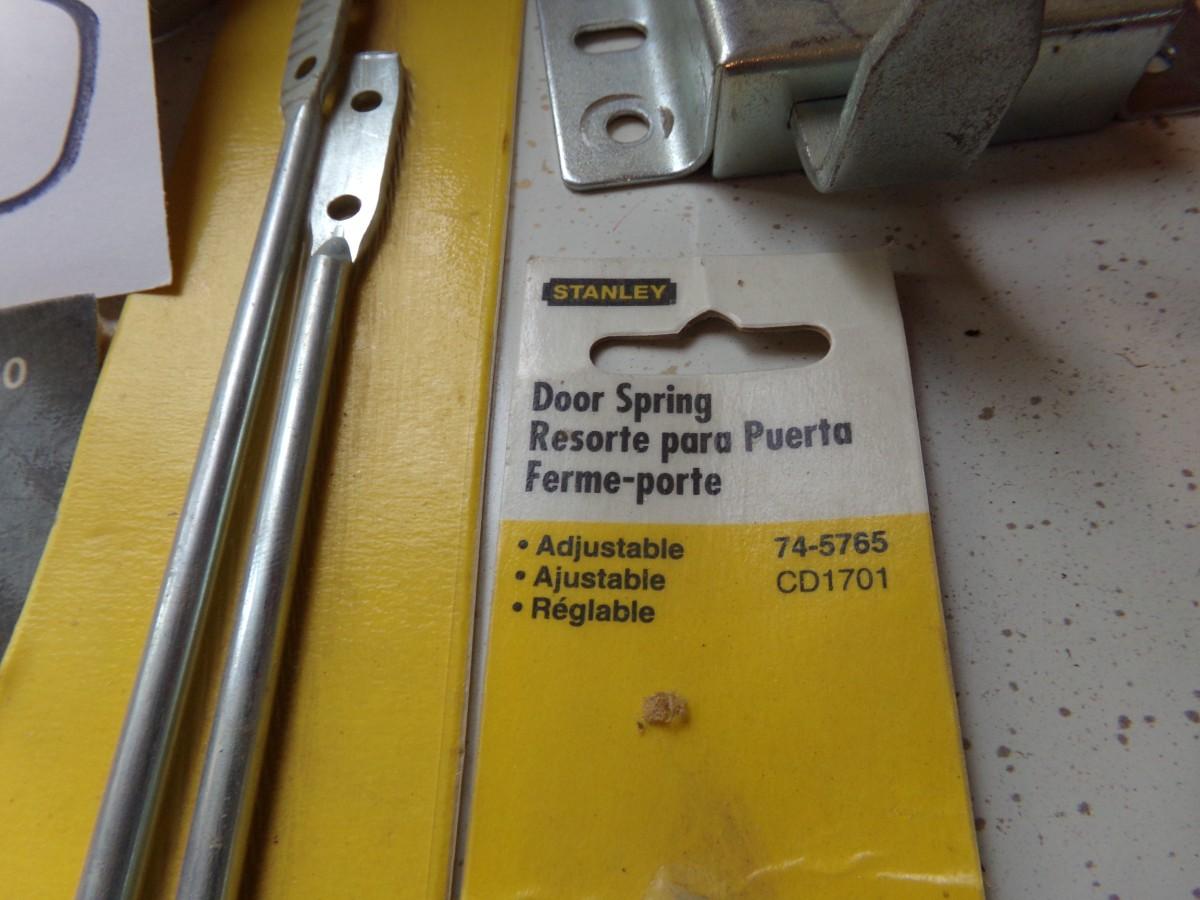 STANLEY
Door Spring
Resorte para Puerta
Ferme-porte
• Adjustable 74-5765
• Ajustable CD1701
• Réglable